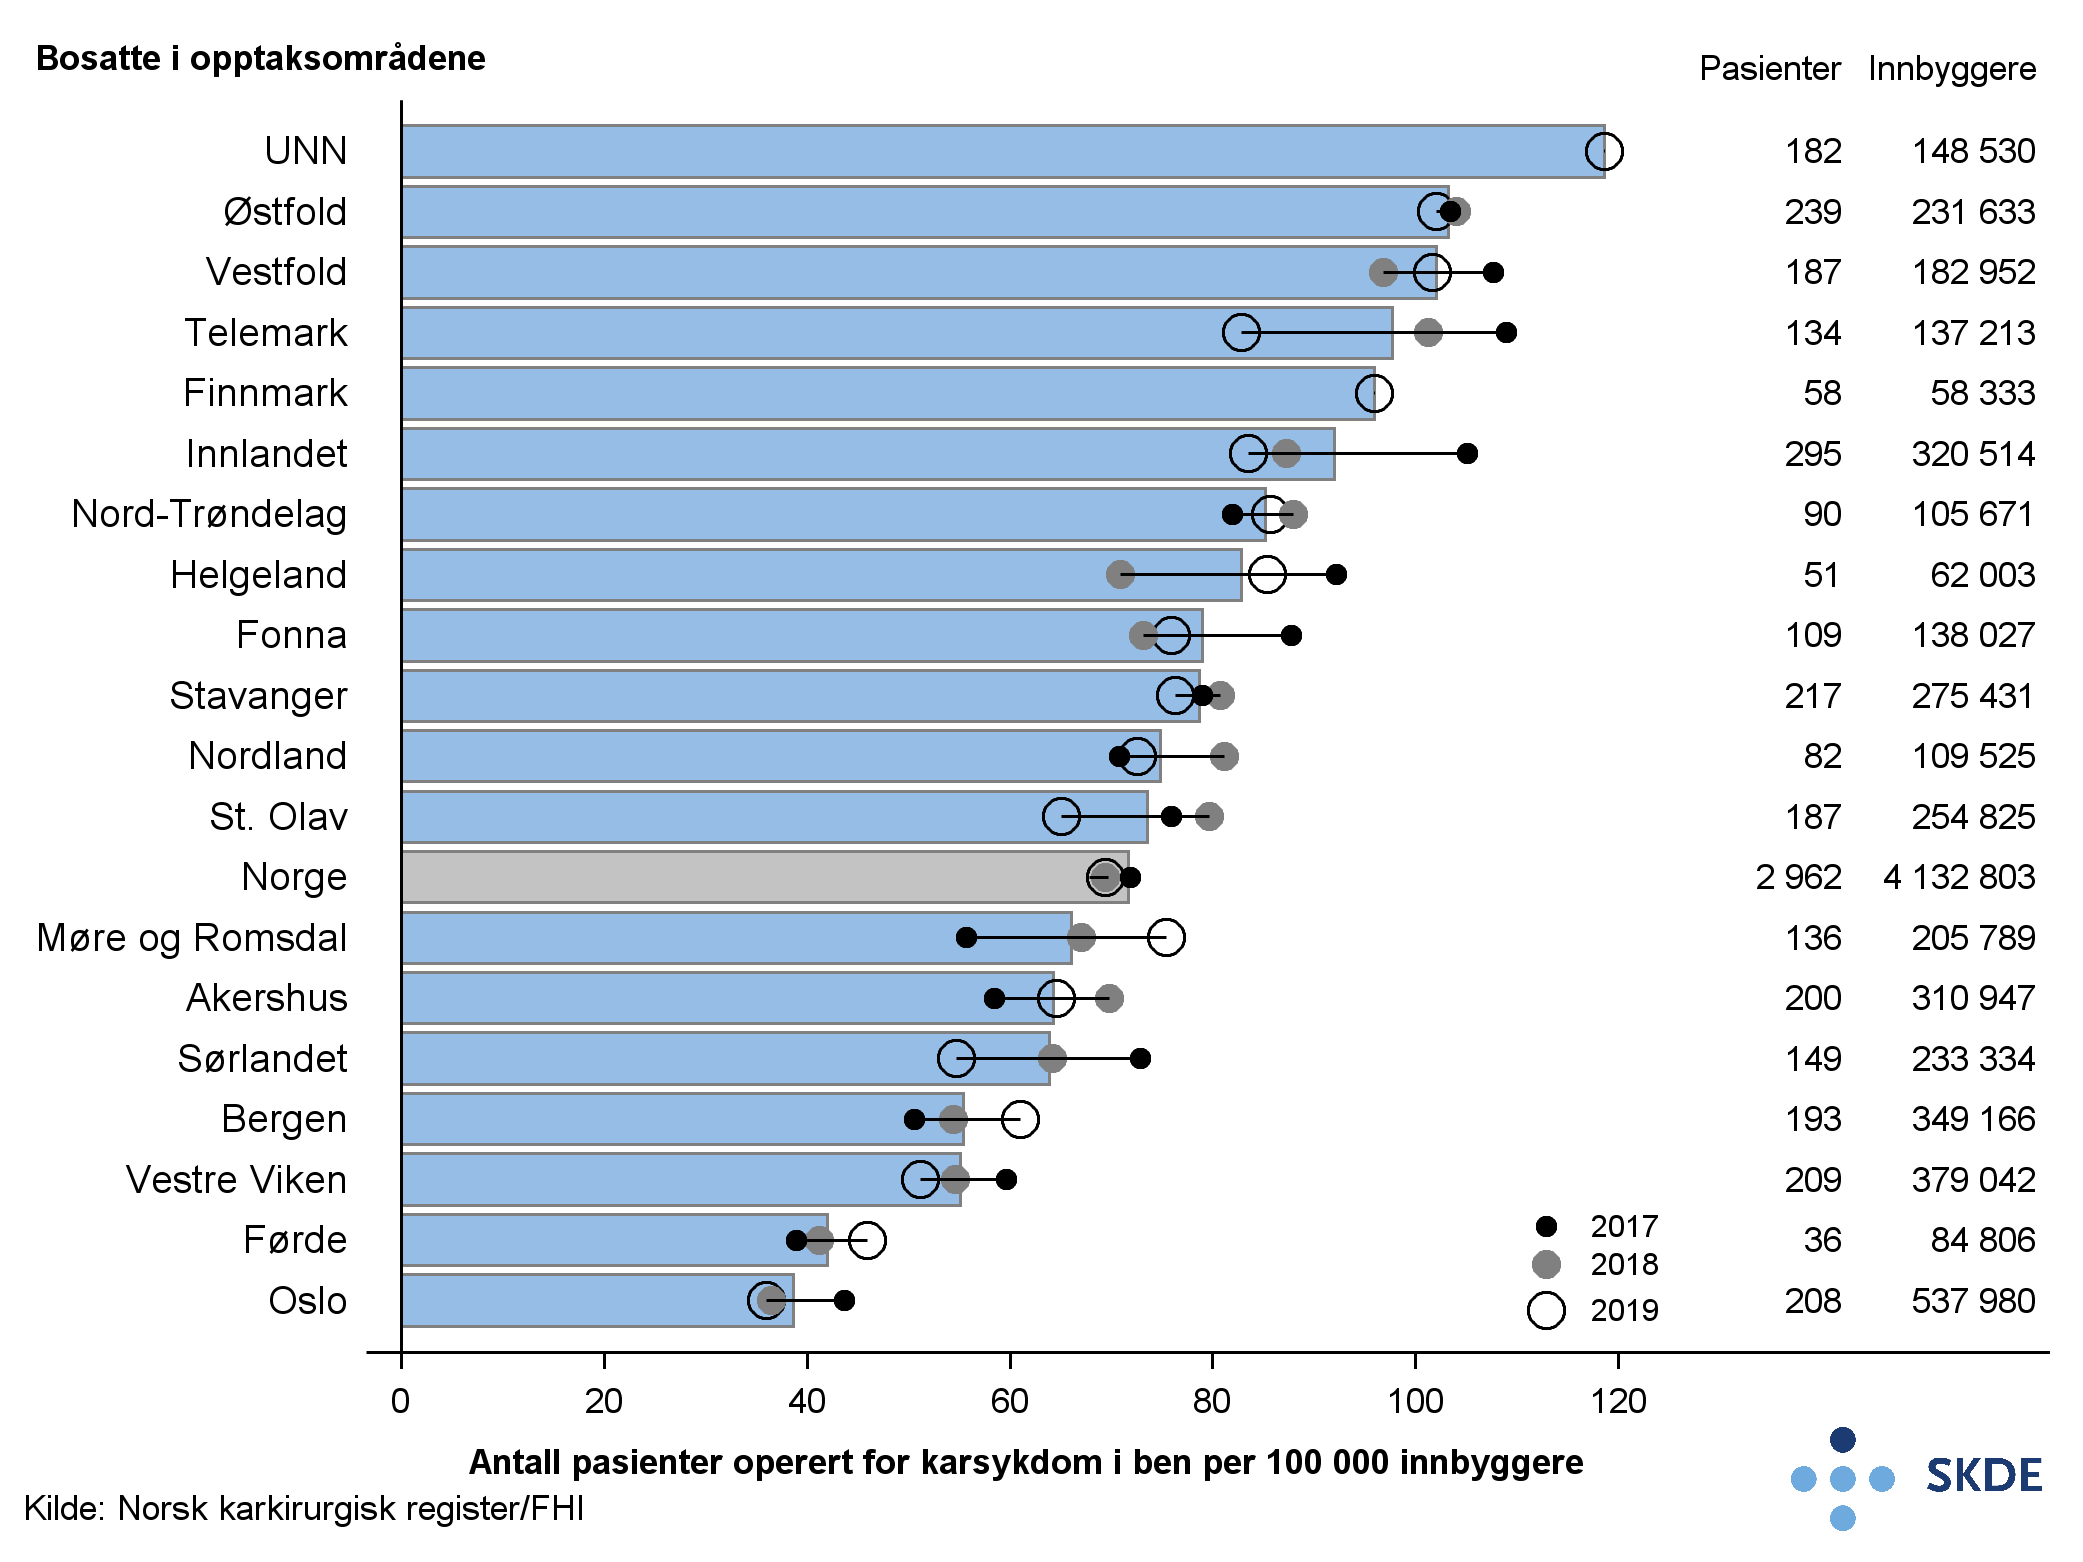 Bosatte i opptaksområdene Pasienter Innbyggere
UNN 182 148 530
Østfold 239 231 633
Vestfold 187 182 952
Telemark 134 137 213
Finnmark 58 58 333
Innlandet 295 320 514
Nord-Trøndelag 90 105 671
Helgeland 51 62 003
Fonna 109 138 027
Stavanger 217 275 431
Nordland 82 109 525
St. Olav 187 254 825
Norge 2 962 4 132 803
Møre og Romsdal 136 205 789
Akershus 200 310 947
Sørlandet 149 233 334
Bergen 193 349 166
Vestre Viken 209 379 042
Førde 36 84 806
Oslo 208 537 980
2017
2018
2019
0 20 40 60 80 100 120
Antall pasienter operert for karsykdom i ben per 100 000 innbyggere
Kilde: Norsk karkirurgisk register/FHI
SKDE